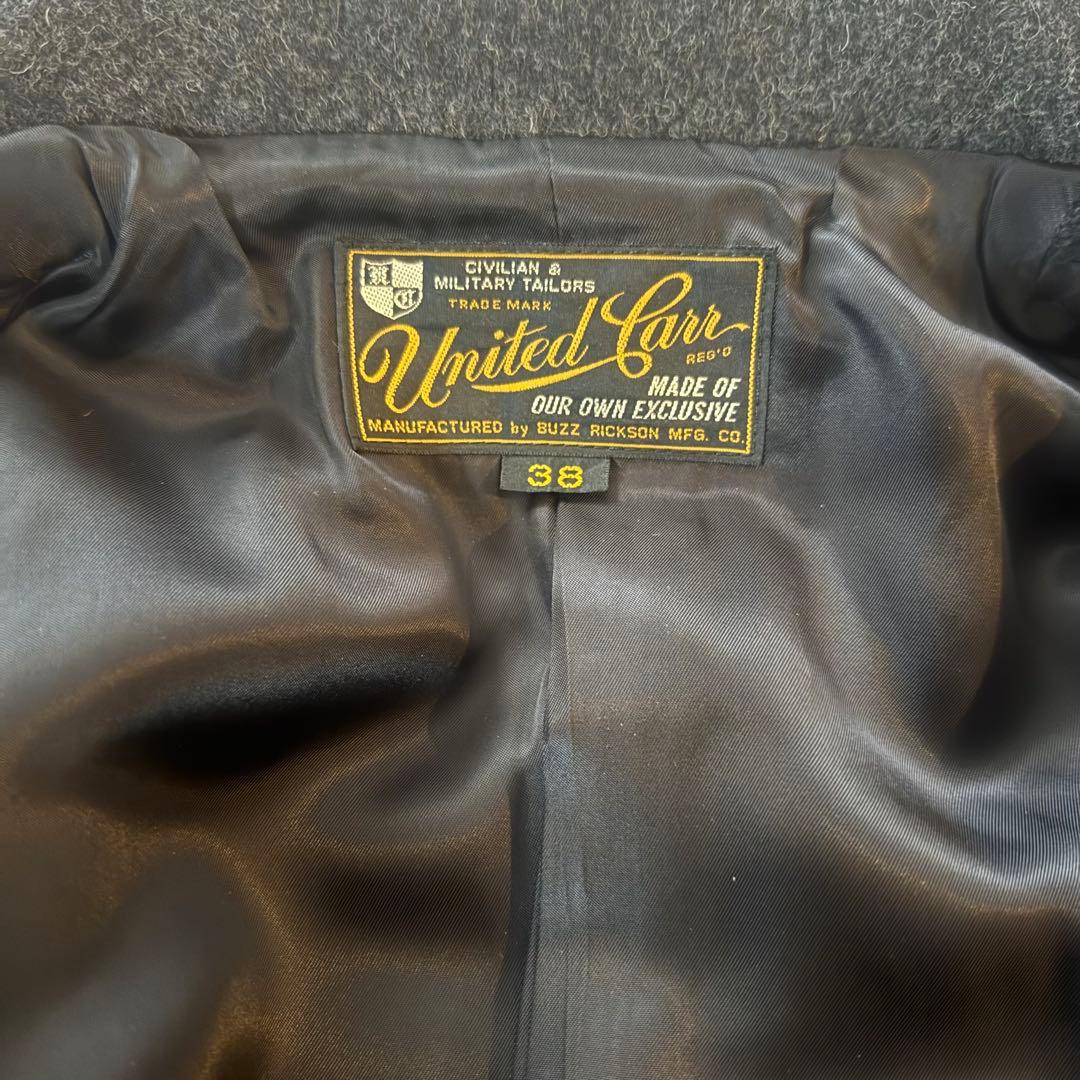 CIVILIAN &
MILITARY TAILORS
TRADE MARK
United Carr
REG'D
MADE OF
OUR OWN EXCLUSIVE
MANUFACTURED by BUZZ RICKSON MFG. CO.
38